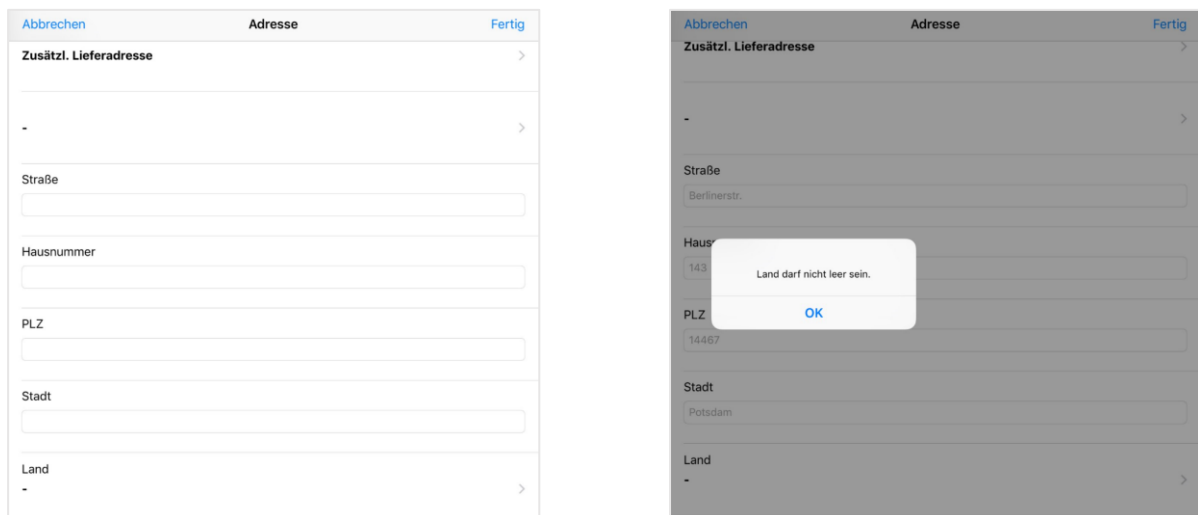 Abbrechen Adresse Fertig
Zusätzl. Lieferadresse
-
Straße
Hausnummer
PLZ
Stadt
Land
-
Abbrechen Adresse Fertig
Zusätzl. Lieferadresse
-
Straße
Berlinerstr.
Haus
143
Land darf nicht leer sein.
OK
PLZ
14467
Stadt
Potsdam
Land
-